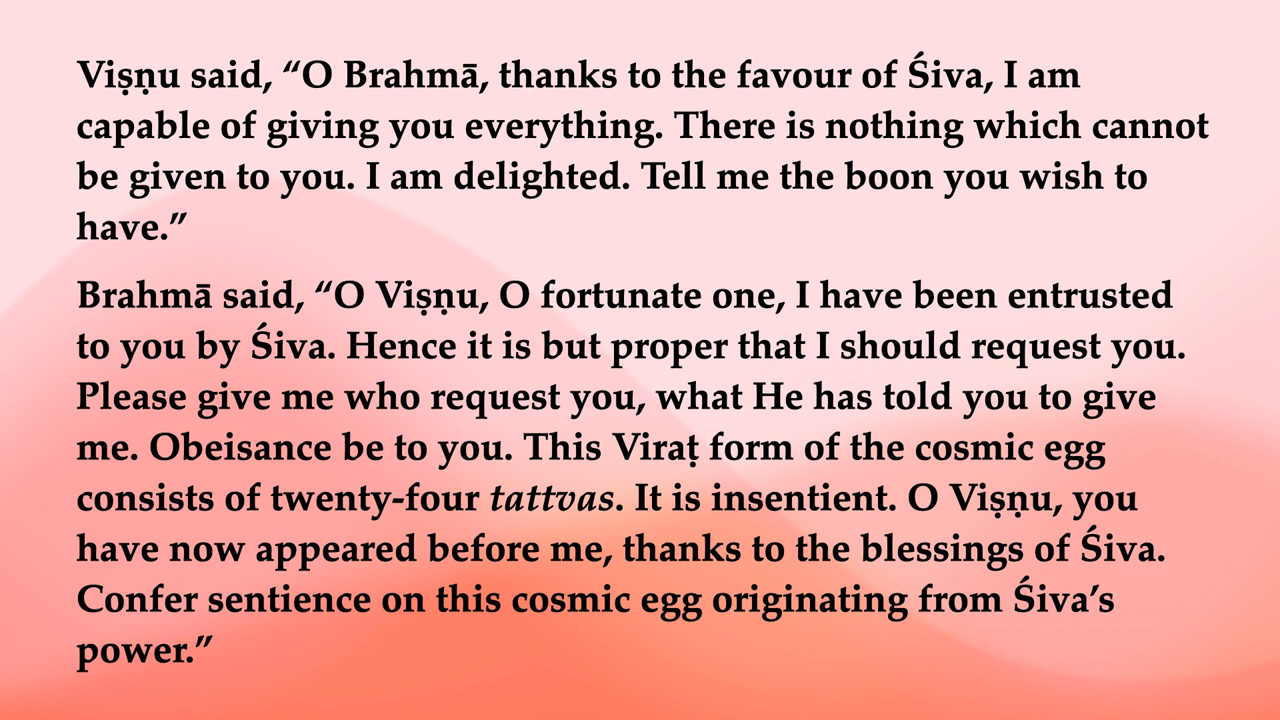 Viṣṇu said, “O Brahmā, thanks to the favour of Śiva, I am
capable of giving you everything. There is nothing which cannot
be given to you. I am delighted. Tell me the boon you wish to
have.”
Brahmā said, “O Viṣṇu, O fortunate one, I have been entrusted
to you by Śiva. Hence it is but proper that I should request you.
Please give me who request you, what He has told you to give
me. Obeisance be to you. This Viraṭ form of the cosmic egg
consists of twenty-four tattvas. It is insentient. O Viṣṇu, you
have now appeared before me, thanks to the blessings of Śiva.
Confer sentience on this cosmic egg originating from Śiva’s
power.”